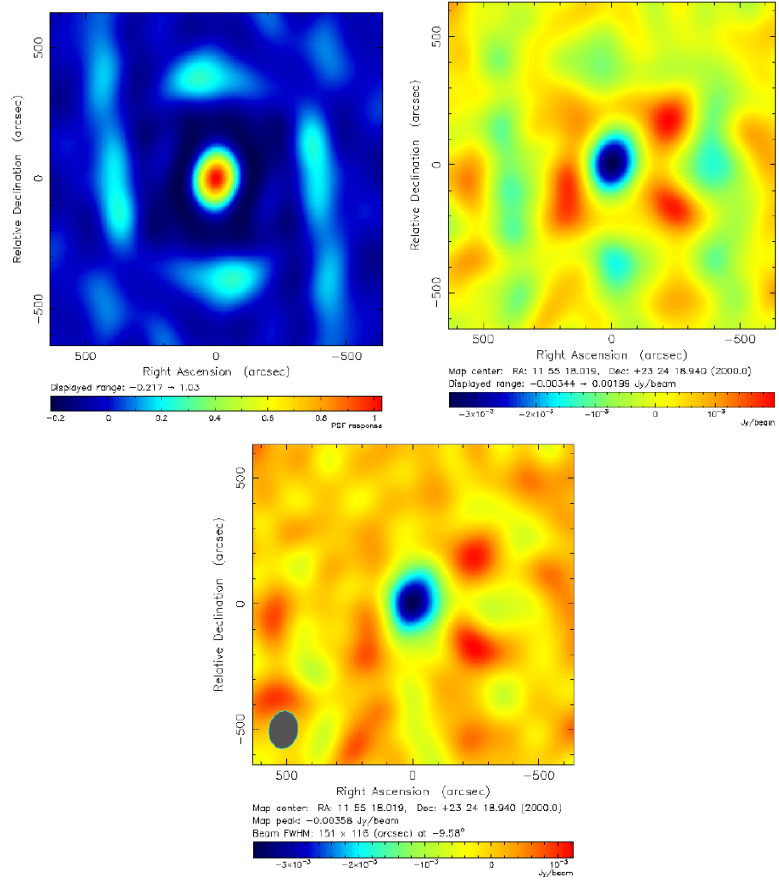 500
0
-500
Relative Declination (arcsec)
500
0
-500
Right Ascension (arcsec)
Displayed range: -0.217 → 1.03
-0.2
0
0.2
0.4
0.6
0.8
1
PSF response
500
0
-500
Relative Declination (arcsec)
500
0
-500
Right Ascension (arcsec)
Map center: RA: 11 55 18.019, Dec: +23 24 18.940 (2000.0)
Displayed range: -0.00344 → 0.00199 Jy/beam
-3×10⁻³
-2×10⁻³
-10⁻³
0
10⁻³
Jy/beam
500
0
-500
Relative Declination (arcsec)
500
0
-500
Right Ascension (arcsec)
Map center: RA: 11 55 18.019, Dec: +23 24 18.940 (2000.0)
Map peak: -0.00358 Jy/beam
Beam FWHM: 151 x 116 (arcsec) at -9.58°
-3×10⁻³
-2×10⁻³
-10⁻³
0
10⁻³
Jy/beam